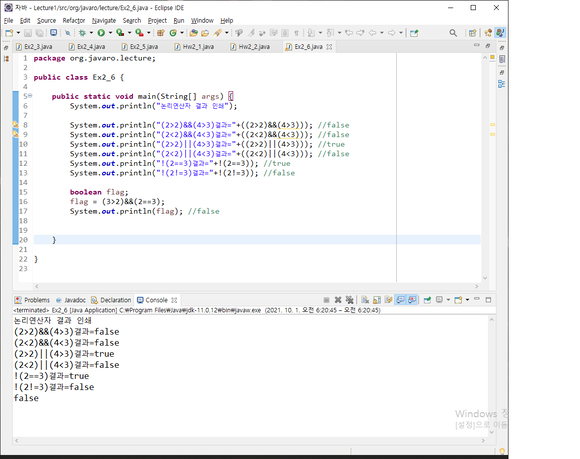 자바 - Lecture1/src/org/javaro/lecture/Ex2_6.java - Eclipse IDE
File Edit Source Refactor Navigate Search Project Run Window Help
Ex2_3.java Ex2_4.java Ex2_5.java Hw2_1.java Hw2_2.java Ex2_6.java
1 package org.javaro.lecture;
2
3 public class Ex2_6 {
4
5 public static void main(String[] args) {
6 System.out.println("논리연산자 결과 인쇄");
7
8 System.out.println("(2>2)&&(4>3)결과="+((2>2)&&(4>3))); //false
9 System.out.println("(2<2)&&(4<3)결과="+((2<2)&&(4<3))); //false
10 System.out.println("(2>2)||(4>3)결과="+((2>2)||(4>3))); //true
11 System.out.println("(2<2)||(4<3)결과="+((2<2)||(4<3))); //false
12 System.out.println("!(2==3)결과="+!(2==3)); //true
13 System.out.println("!(2!=3)결과="+!(2!=3)); //false
14
15 boolean flag;
16 flag = (3>2)&&(2==3);
17 System.out.println(flag); //false
18
19
20 }
21
22 }
23
Problems Javadoc Declaration Console
<terminated> Ex2_6 [Java Application] C:\Program Files\Java\jdk-11.0.12\bin\javaw.exe (2021. 10. 1. 오전 6:20:45 – 오전 6:20:45)
논리연산자 결과 인쇄
(2>2)&&(4>3)결과=false
(2<2)&&(4<3)결과=false
(2>2)||(4>3)결과=true
(2<2)||(4<3)결과=false
!(2==3)결과=true
!(2!=3)결과=false
false
Windows 정
[설정]으로 이동